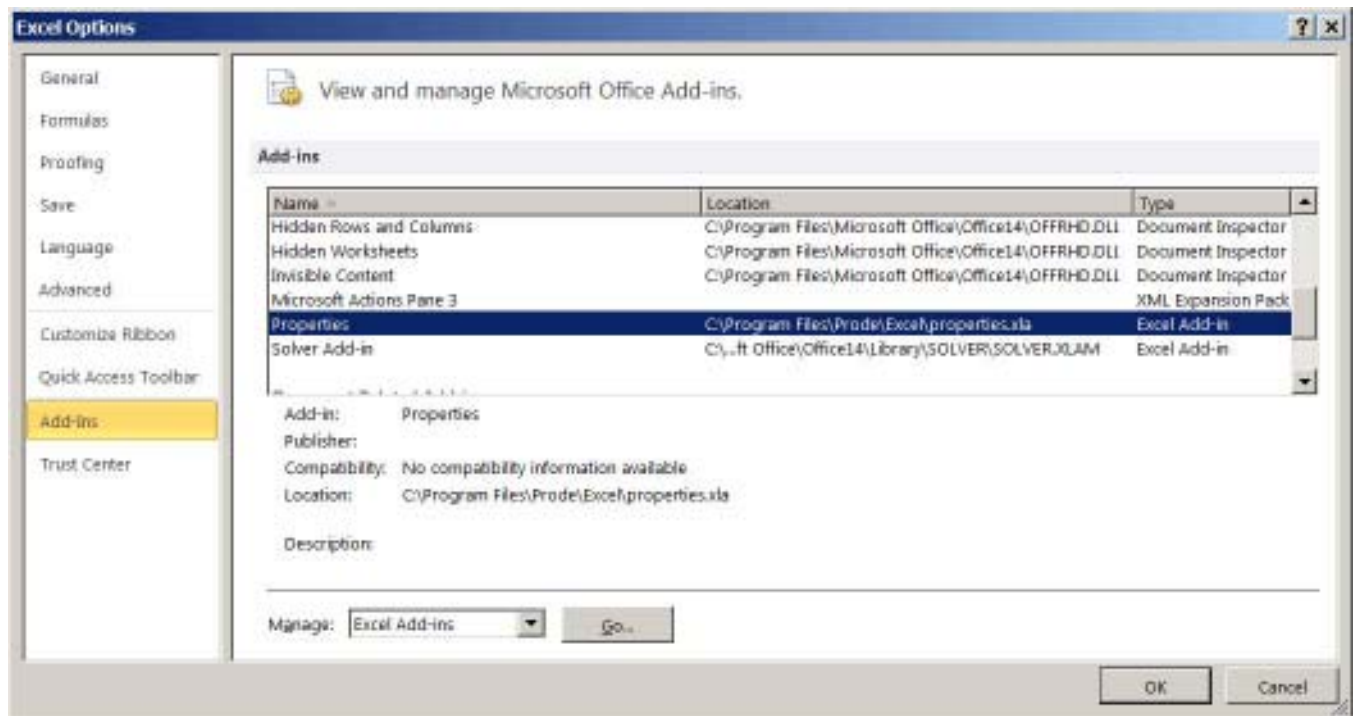 Excel Options
General
Formulas
Proofing
Save
Language
Advanced
Customize Ribbon
Quick Access Toolbar
Add-Ins
Trust Center
View and manage Microsoft Office Add-ins.
Add-ins
Name Location Type
Hidden Rows and Columns C:\Program Files\Microsoft Office\Office14\OFFRHD.DLL Document Inspector
Hidden Worksheets C:\Program Files\Microsoft Office\Office14\OFFRHD.DLL Document Inspector
Invisible Content C:\Program Files\Microsoft Office\Office14\OFFRHD.DLL Document Inspector
Microsoft Actions Pane 3 XML Expansion Pack
Properties C:\Program Files\Prode\Excel\properties.xla Excel Add-in
Solver Add-in C:\...ft Office\Office14\Library\SOLVER\SOLVER.XLAM Excel Add-in
Add-in: Properties
Publisher:
Compatibility: No compatibility information available
Location: C:\Program Files\Prode\Excel\properties.xla
Description:
Manage: Excel Add-ins Go...
OK Cancel